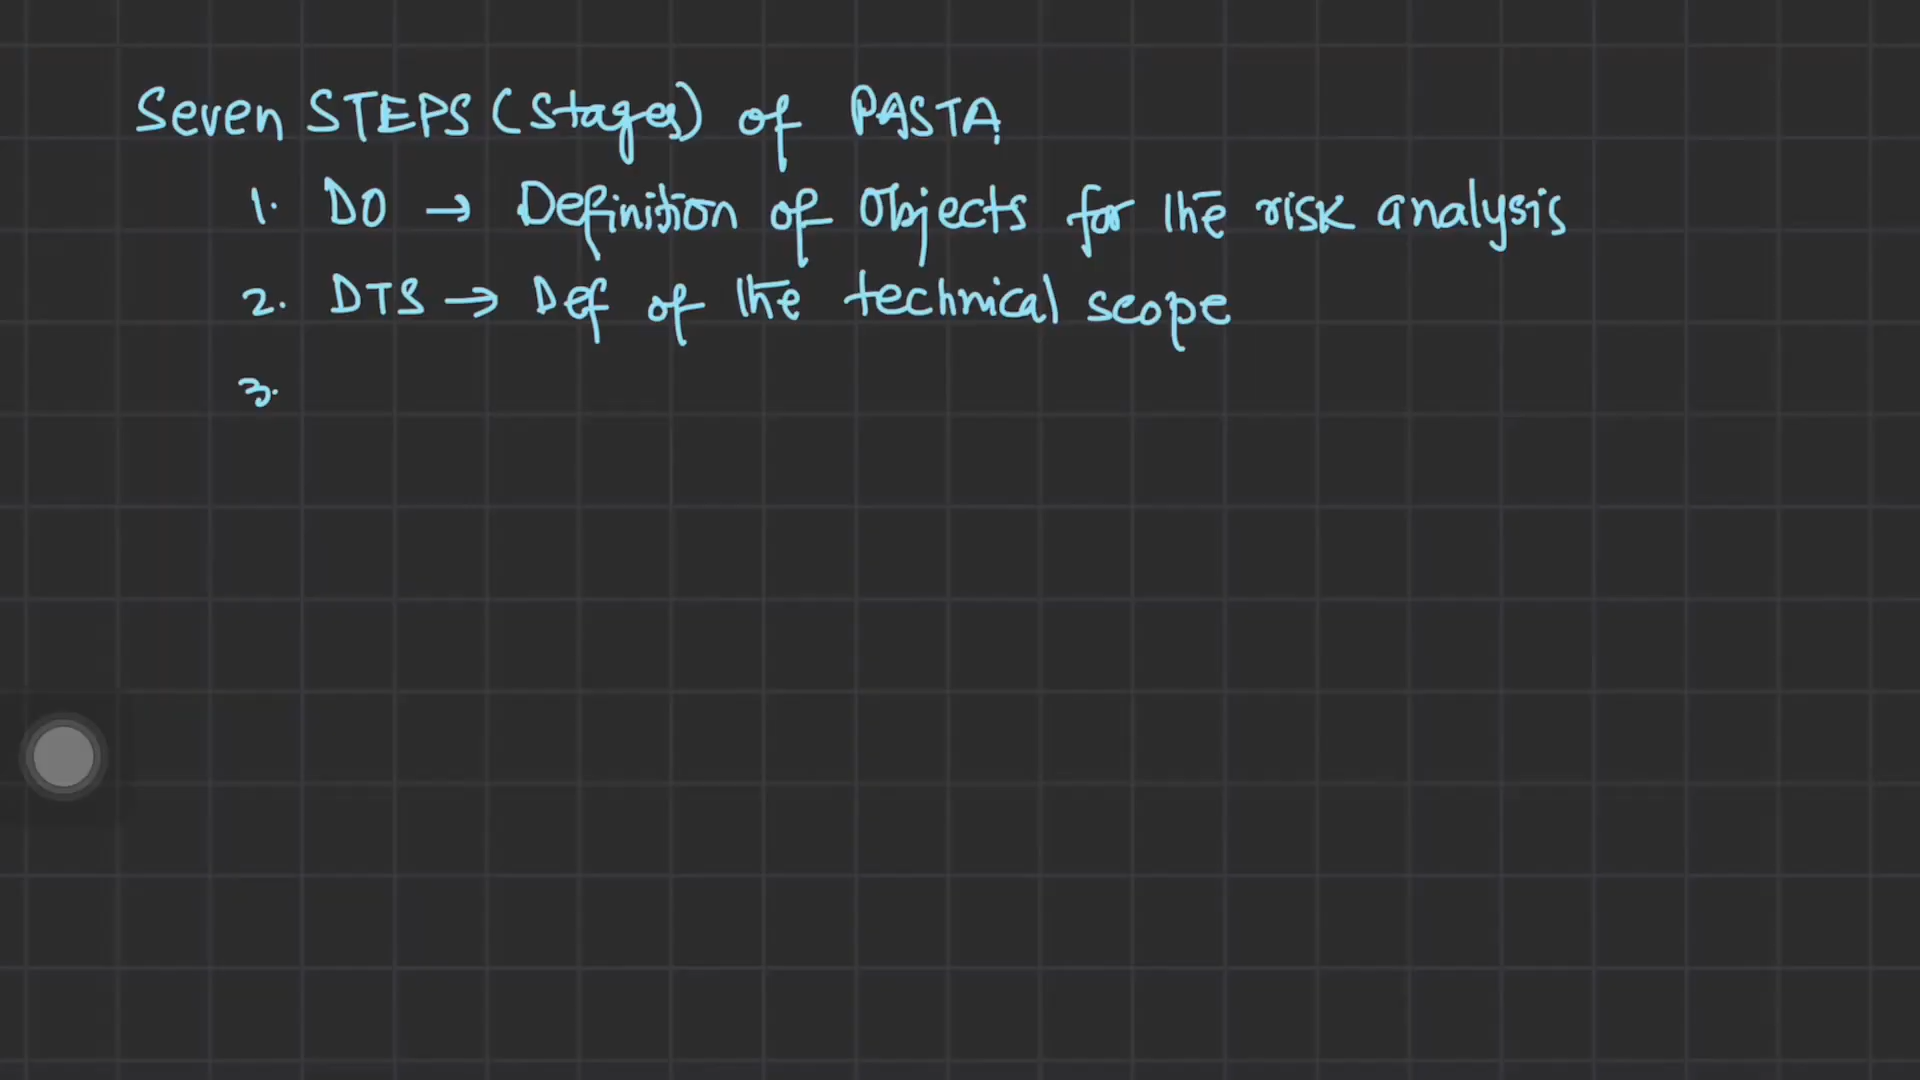 Seven STEPS (Stages) of PASTA
1. DO → Definition of Objects for the risk analysis
2. DTS → Def of the technical scope
3.